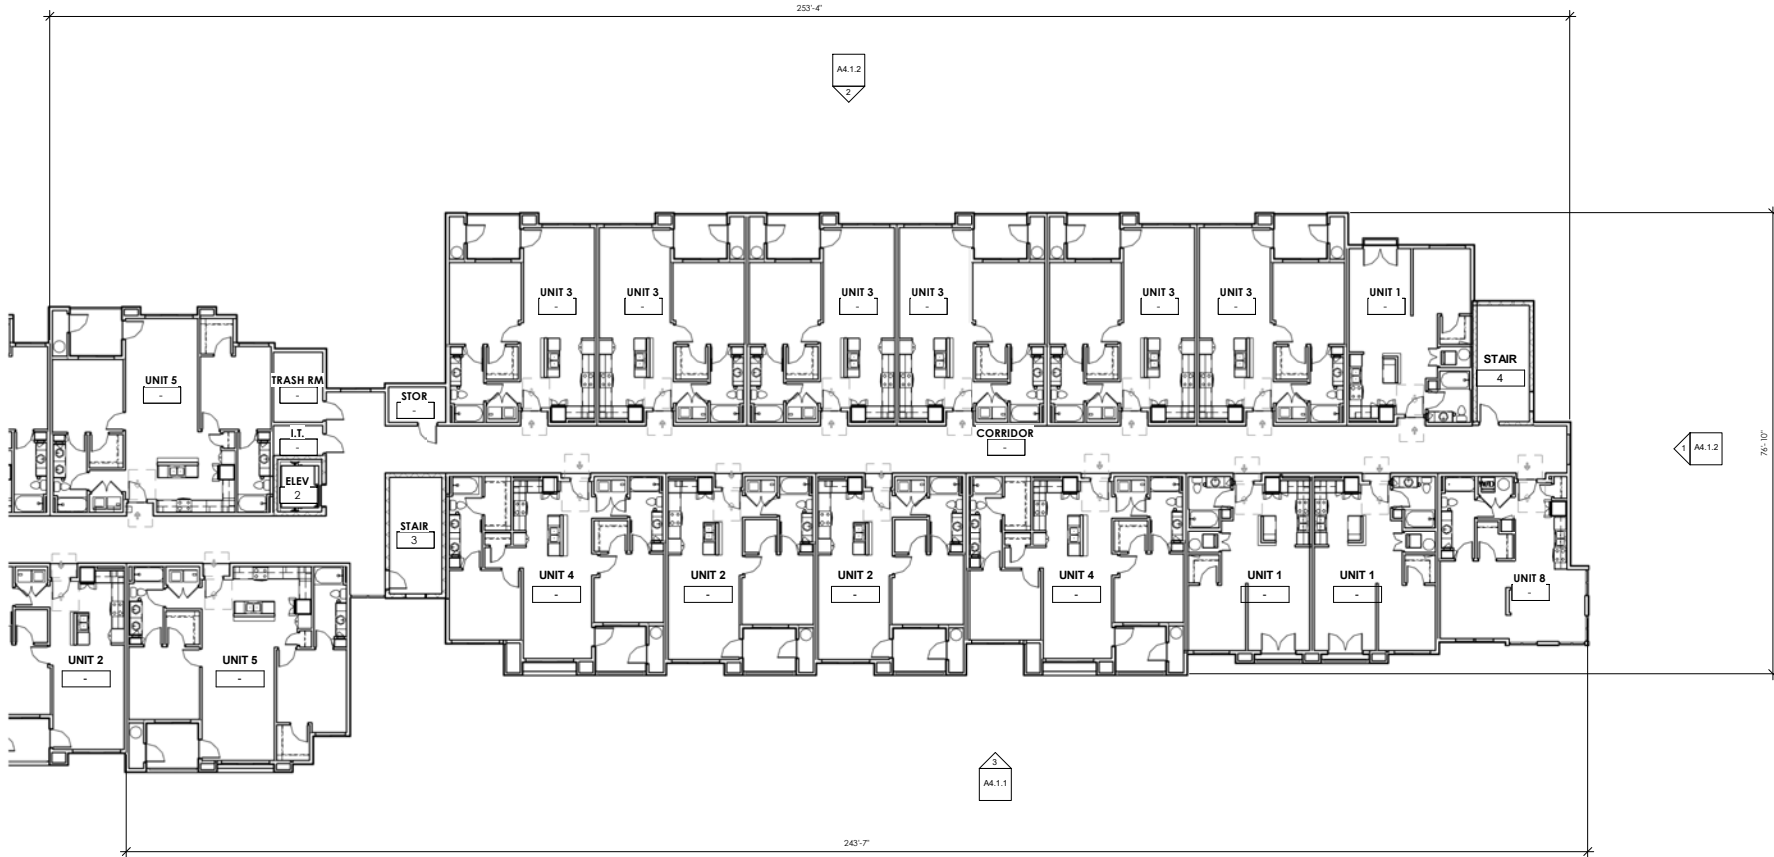 253'-4"
A4.1.2
2
UNIT 3
-
UNIT 3
-
UNIT 3
-
UNIT 3
-
UNIT 3
-
UNIT 3
-
UNIT 1
-
STAIR
4
UNIT 5
-
TRASH RM
-
STOR
-
I.T.
-
ELEV
2
CORRIDOR
-
1
A4.1.2
76'-10"
STAIR
3
UNIT 4
-
UNIT 2
-
UNIT 2
-
UNIT 4
-
UNIT 1
-
UNIT 1
-
UNIT 8
-
UNIT 2
-
UNIT 5
-
3
A4.1.1
243'-7"